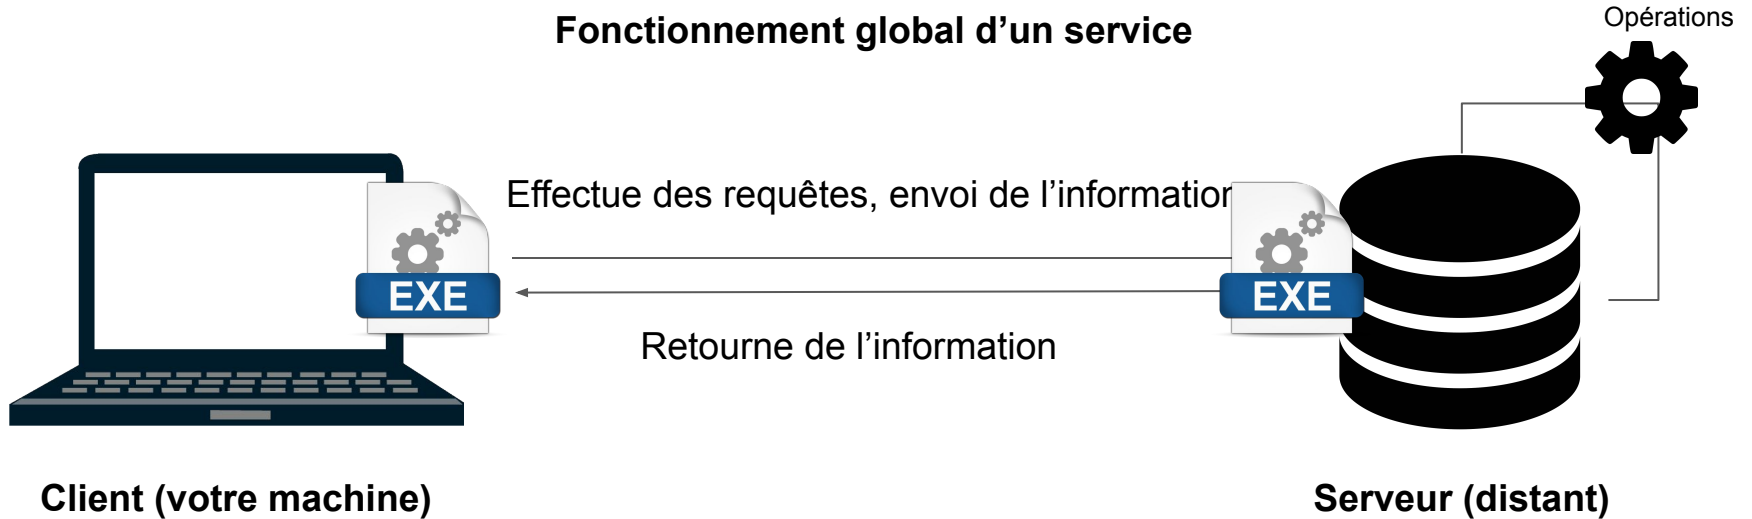 Fonctionnement global d’un service
Opérations
Effectue des requêtes, envoi de l’information
EXE
EXE
Retourne de l’information
Client (votre machine)
Serveur (distant)